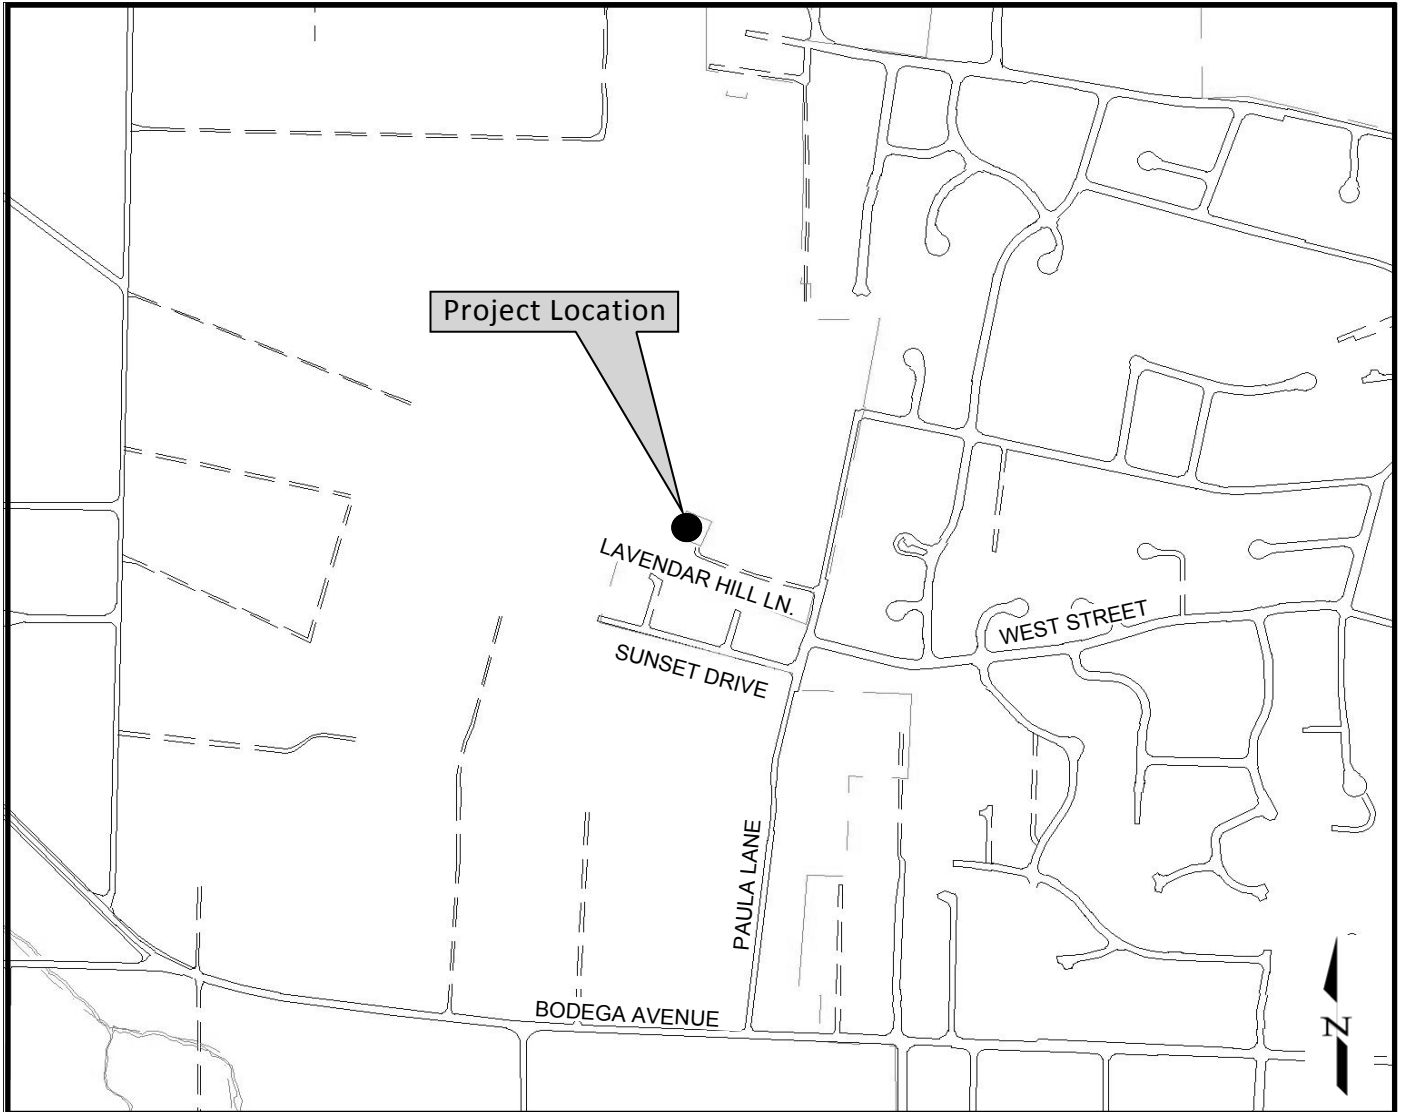 Project Location
LAVENDAR HILL LN.
WEST STREET
SUNSET DRIVE
PAULA LANE
BODEGA AVENUE
N